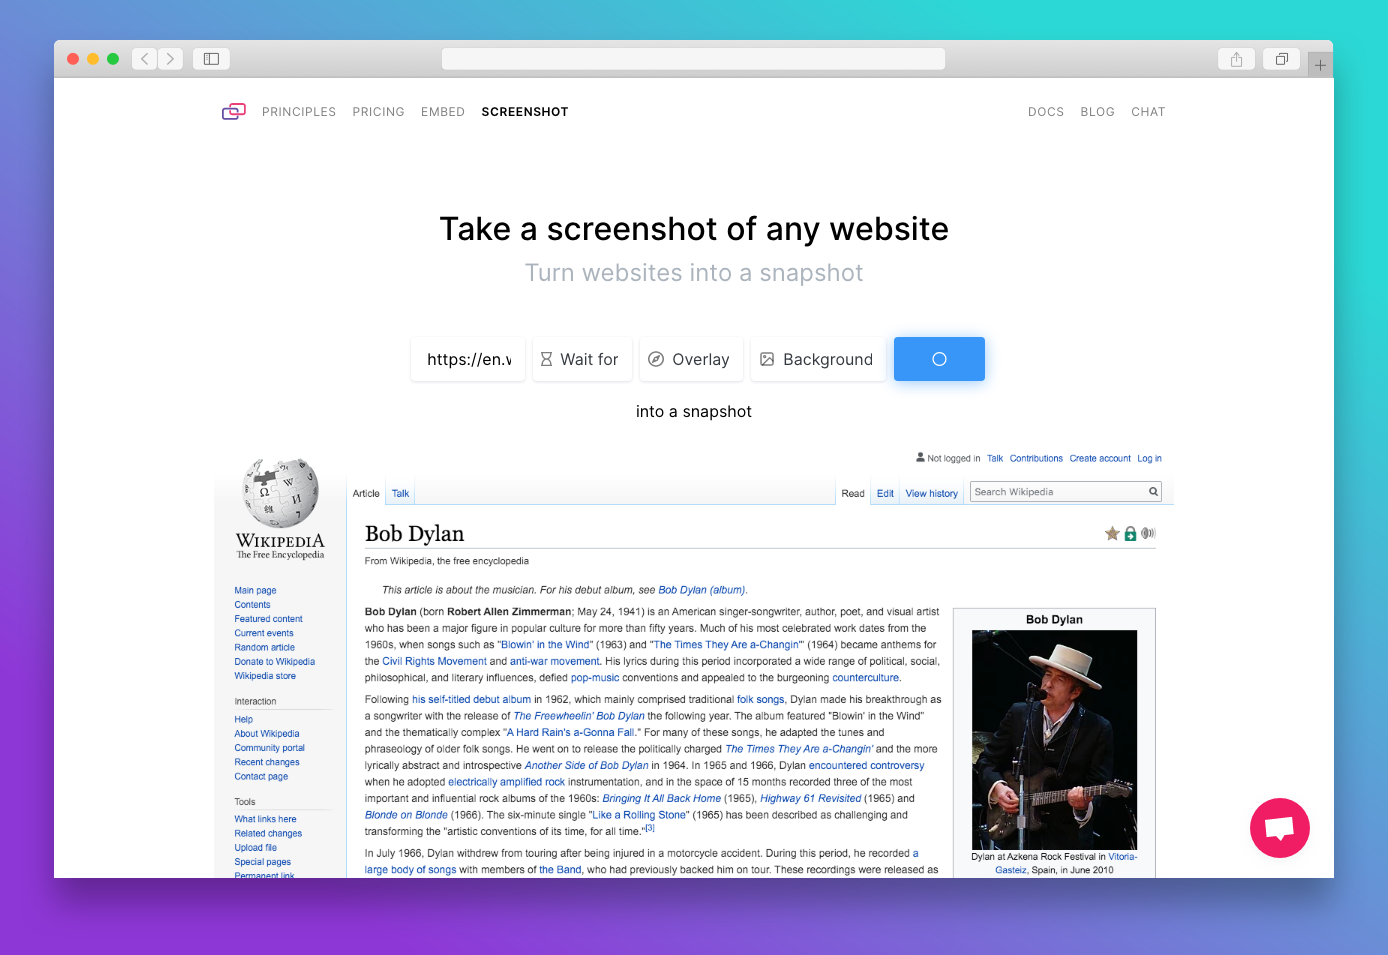 PRINCIPLES PRICING EMBED SCREENSHOT DOCS BLOG CHAT
Take a screenshot of any website
Turn websites into a snapshot
https://en.v Wait for Overlay Background
into a snapshot
Not logged in Talk Contributions Create account Log in
Article Talk Read Edit View history Search Wikipedia
WIKIPEDIA
The Free Encyclopedia
Main page
Contents
Featured content
Current events
Random article
Donate to Wikipedia
Wikipedia store
Interaction
Help
About Wikipedia
Community portal
Recent changes
Contact page
Tools
What links here
Related changes
Upload file
Special pages
Permanent link
Bob Dylan
From Wikipedia, the free encyclopedia
This article is about the musician. For his debut album, see Bob Dylan (album).
Bob Dylan (born Robert Allen Zimmerman; May 24, 1941) is an American singer-songwriter, author, poet, and visual artist
who has been a major figure in popular culture for more than fifty years. Much of his most celebrated work dates from the
1960s, when songs such as "Blowin' in the Wind" (1963) and "The Times They Are a-Changin'" (1964) became anthems for
the Civil Rights Movement and anti-war movement. His lyrics during this period incorporated a wide range of political, social,
philosophical, and literary influences, defied pop-music conventions and appealed to the burgeoning counterculture.
Following his self-titled debut album in 1962, which mainly comprised traditional folk songs, Dylan made his breakthrough as
a songwriter with the release of The Freewheelin' Bob Dylan the following year. The album featured "Blowin' in the Wind"
and the thematically complex "A Hard Rain's a-Gonna Fall." For many of these songs, he adapted the tunes and
phraseology of older folk songs. He went on to release the politically charged The Times They Are a-Changin' and the more
lyrically abstract and introspective Another Side of Bob Dylan in 1964. In 1965 and 1966, Dylan encountered controversy
when he adopted electrically amplified rock instrumentation, and in the space of 15 months recorded three of the most
important and influential rock albums of the 1960s: Bringing It All Back Home (1965), Highway 61 Revisited (1965) and
Blonde on Blonde (1966). The six-minute single "Like a Rolling Stone" (1965) has been described as challenging and
transforming the "artistic conventions of its time, for all time."[3]
In July 1966, Dylan withdrew from touring after being injured in a motorcycle accident. During this period, he recorded a
large body of songs with members of the Band, who had previously backed him on tour. These recordings were released as
Bob Dylan
Dylan at Azkena Rock Festival in Vitoria-
Gasteiz, Spain, in June 2010